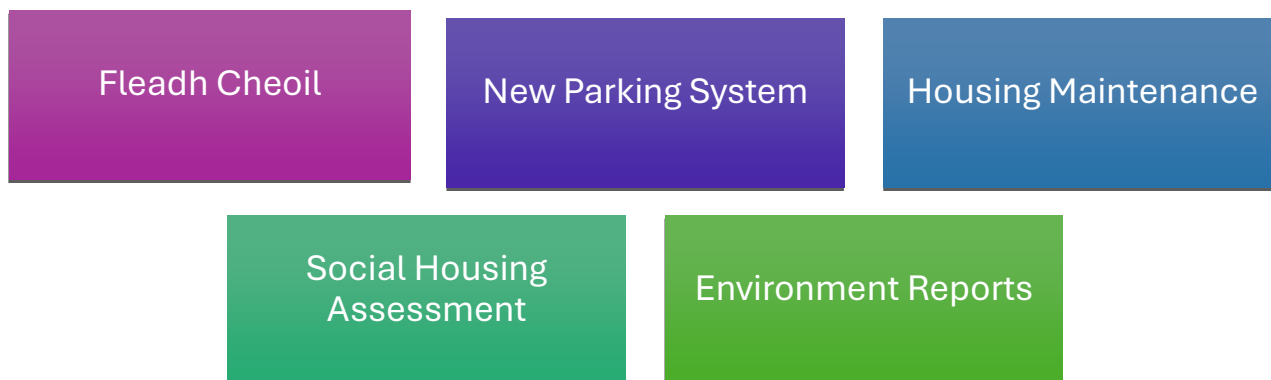 Fleadh Cheoil
New Parking System
Housing Maintenance
Social Housing
Assessment
Environment Reports